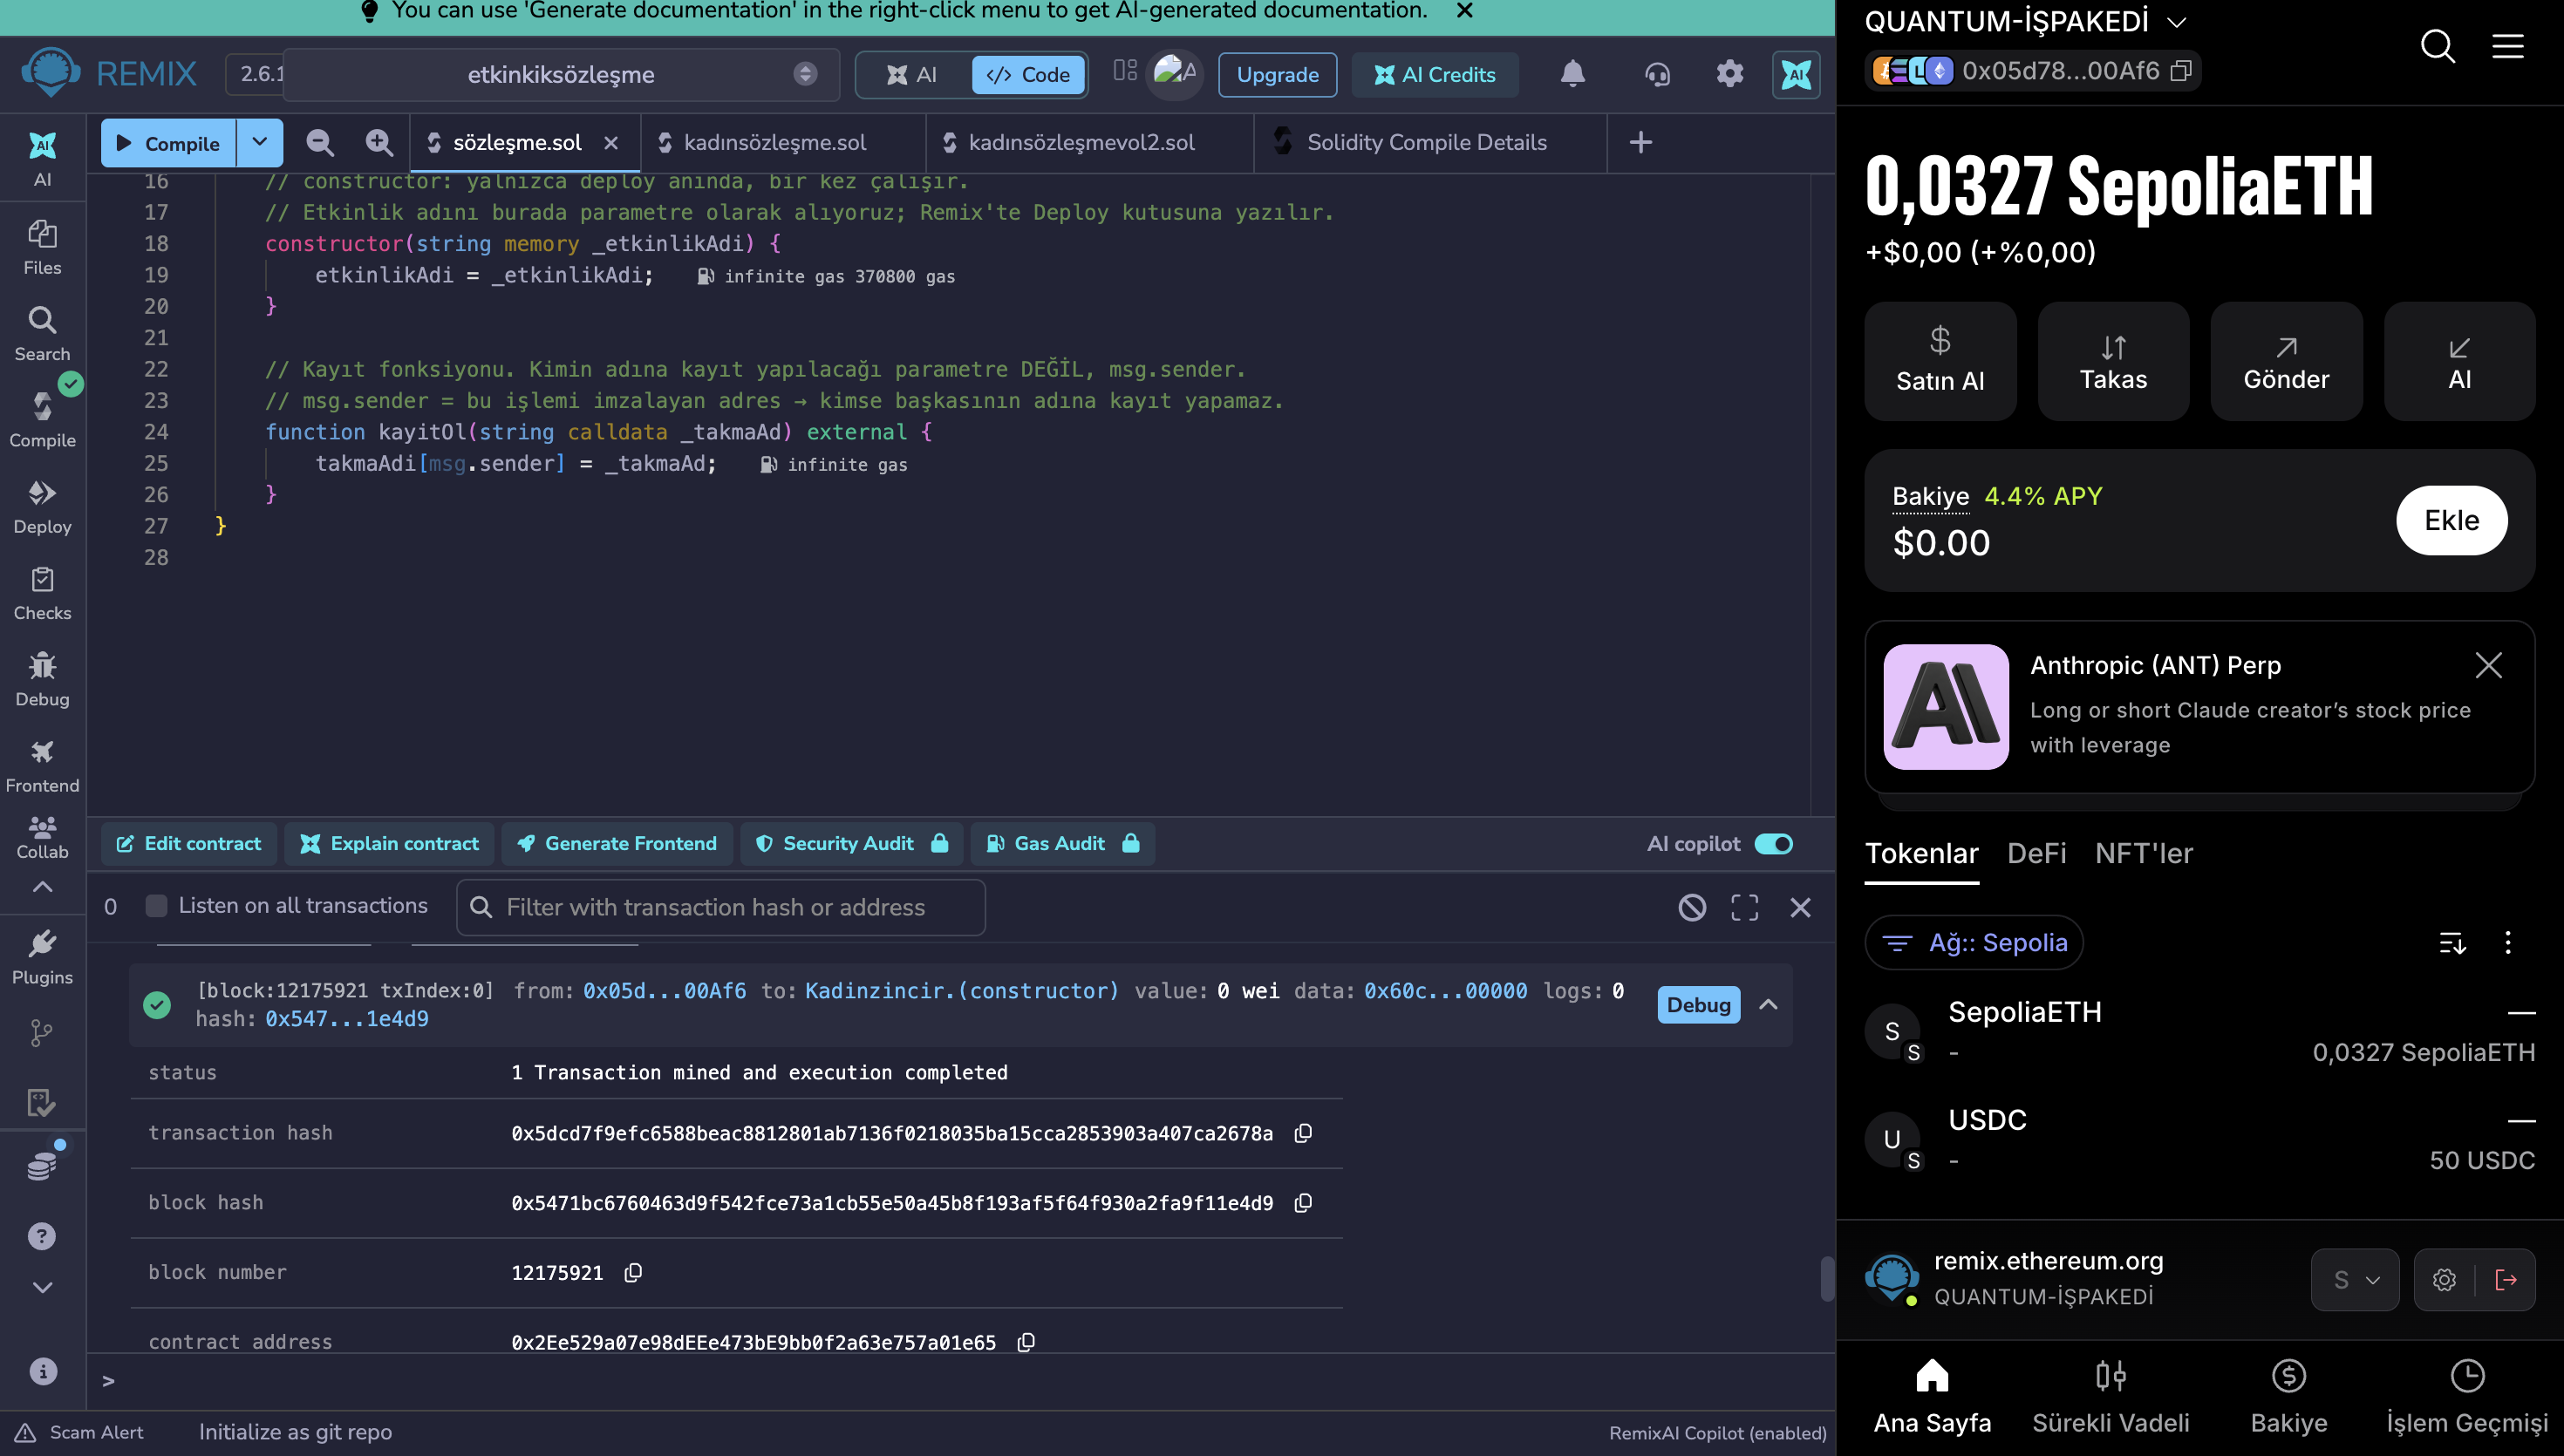 You can use 'Generate documentation' in the right-click menu to get AI-generated documentation.
REMIX
2.6.1
etkinkiksözleşme
AI
Code
Upgrade
AI Credits
AI
Compile
sözleşme.sol
kadınsözleşme.sol
kadınsözleşmevol2.sol
Solidity Compile Details
AI
Files
Search
Compile
Deploy
Checks
Debug
Frontend
Collab
Plugins
16 // constructor: yalnızca deploy anında, bir kez çalışır.
17 // Etkinlik adını burada parametre olarak alıyoruz; Remix'te Deploy kutusuna yazılır.
18 constructor(string memory _etkinlikAdi) {
19 etkinlikAdi = _etkinlikAdi; infinite gas 370800 gas
20 }
21
22 // Kayıt fonksiyonu. Kimin adına kayıt yapılacağı parametre DEĞİL, msg.sender.
23 // msg.sender = bu işlemi imzalayan adres → kimse başkasının adına kayıt yapamaz.
24 function kayitOl(string calldata _takmaAd) external {
25 takmaAdi[msg.sender] = _takmaAd; infinite gas
26 }
27 }
28
Edit contract
Explain contract
Generate Frontend
Security Audit
Gas Audit
AI copilot
0
Listen on all transactions
Filter with transaction hash or address
[block:12175921 txIndex:0] from: 0x05d...00Af6 to: Kadinzincir.(constructor) value: 0 wei data: 0x60c...00000 logs: 0
hash: 0x547...1e4d9
Debug
status 1 Transaction mined and execution completed
transaction hash 0x5dcd7f9efc6588beac8812801ab7136f0218035ba15cca2853903a407ca2678a
block hash 0x5471bc6760463d9f542fce73a1cb55e50a45b8f193af5f64f930a2fa9f11e4d9
block number 12175921
contract address 0x2Ee529a07e98dEEe473bE9bb0f2a63e757a01e65
>
Scam Alert
Initialize as git repo
RemixAI Copilot (enabled)
QUANTUM-İŞPAKEDİ
0x05d78...00Af6
0,0327 SepoliaETH
+$0,00 (+%0,00)
Satın Al
Takas
Gönder
Al
Bakiye 4.4% APY
$0.00
Ekle
Anthropic (ANT) Perp
Long or short Claude creator's stock price
with leverage
Tokenlar
DeFi
NFT'ler
Ağ:: Sepolia
S
S
SepoliaETH
—
-
0,0327 SepoliaETH
U
S
USDC
—
-
50 USDC
remix.ethereum.org
QUANTUM-İŞPAKEDİ
S
Ana Sayfa
Sürekli Vadeli
Bakiye
İşlem Geçmişi